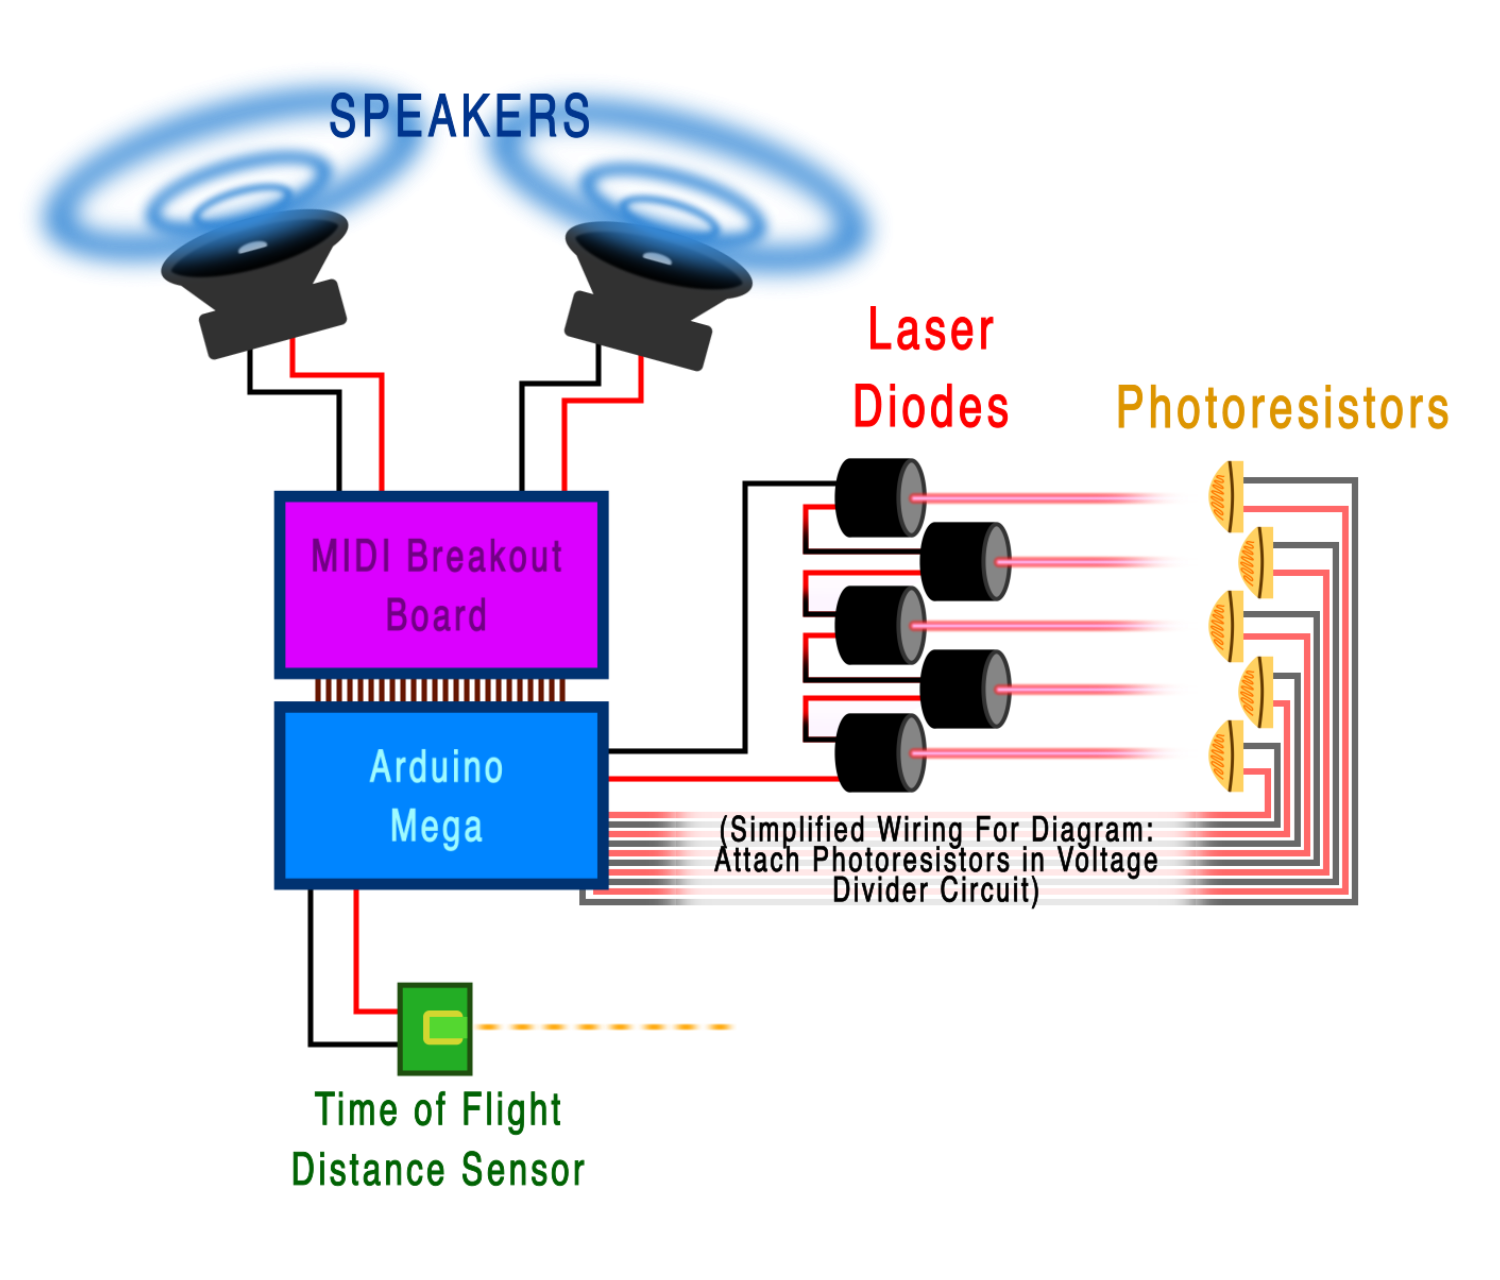 SPEAKERS
Laser
Diodes
Photoresistors
MIDI Breakout
Board
Arduino
Mega
(Simplified Wiring For Diagram:
Attach Photoresistors in Voltage
Divider Circuit)
Time of Flight
Distance Sensor